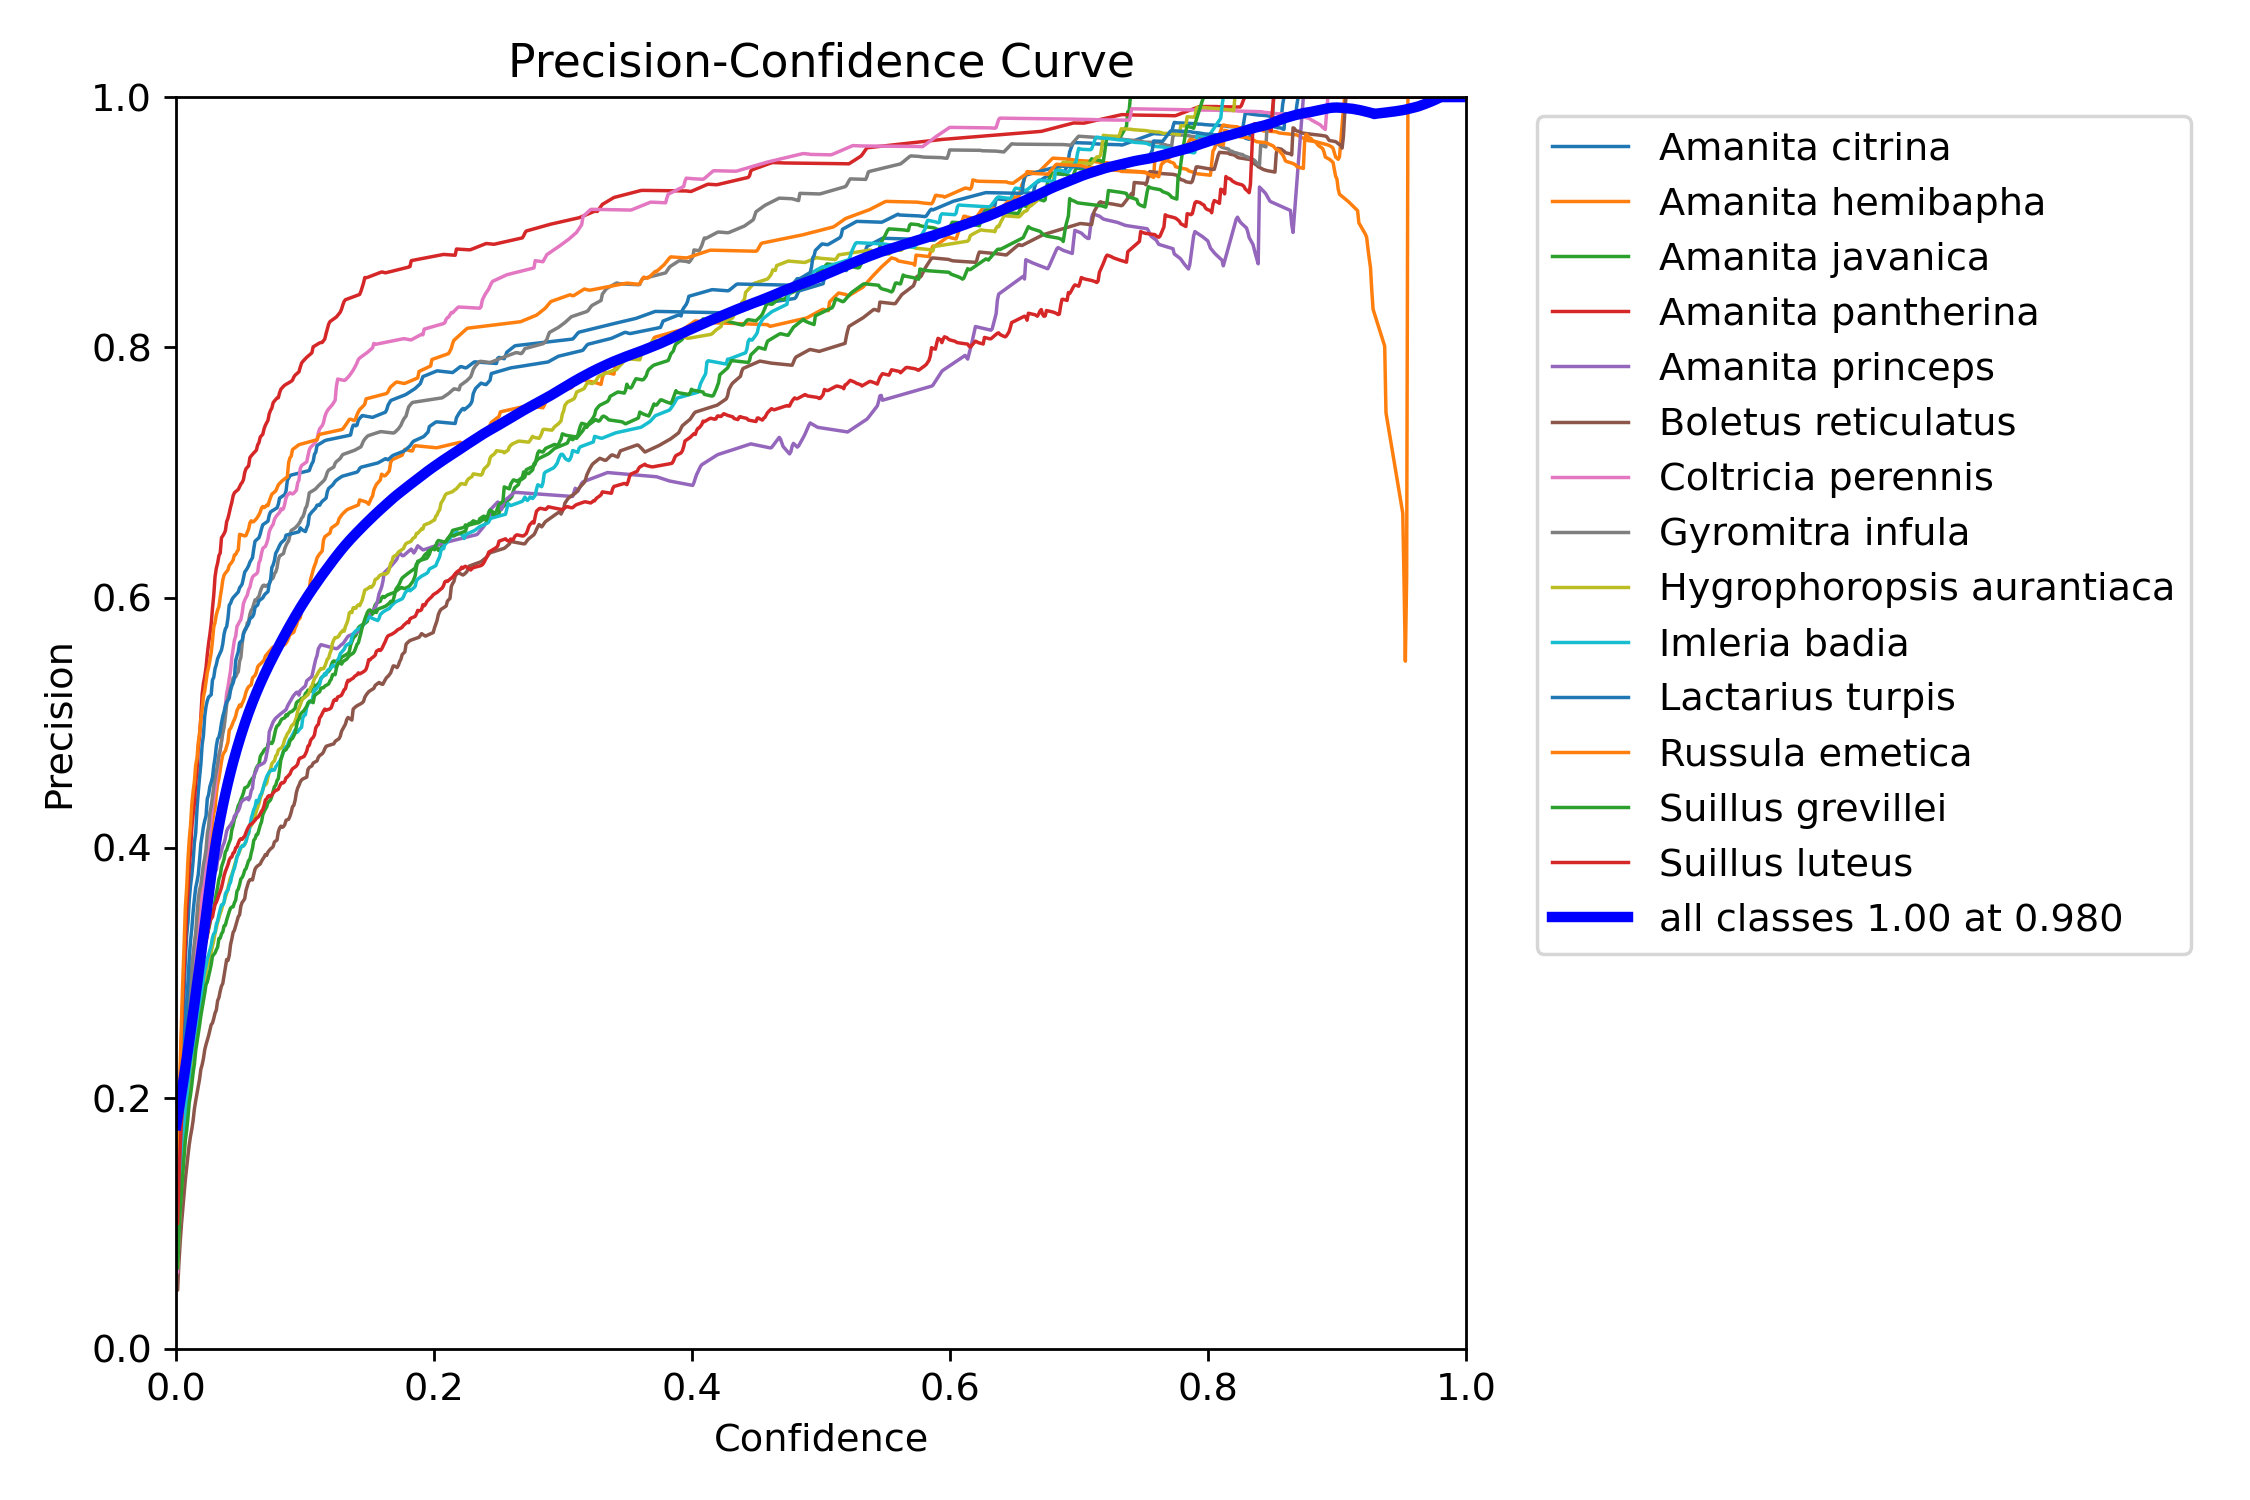 Precision-Confidence Curve
1.0
0.8
0.6
0.4
0.2
0.0
Precision
0.0 0.2 0.4 0.6 0.8 1.0
Confidence
Amanita citrina
Amanita hemibapha
Amanita javanica
Amanita pantherina
Amanita princeps
Boletus reticulatus
Coltricia perennis
Gyromitra infula
Hygrophoropsis aurantiaca
Imleria badia
Lactarius turpis
Russula emetica
Suillus grevillei
Suillus luteus
all classes 1.00 at 0.980